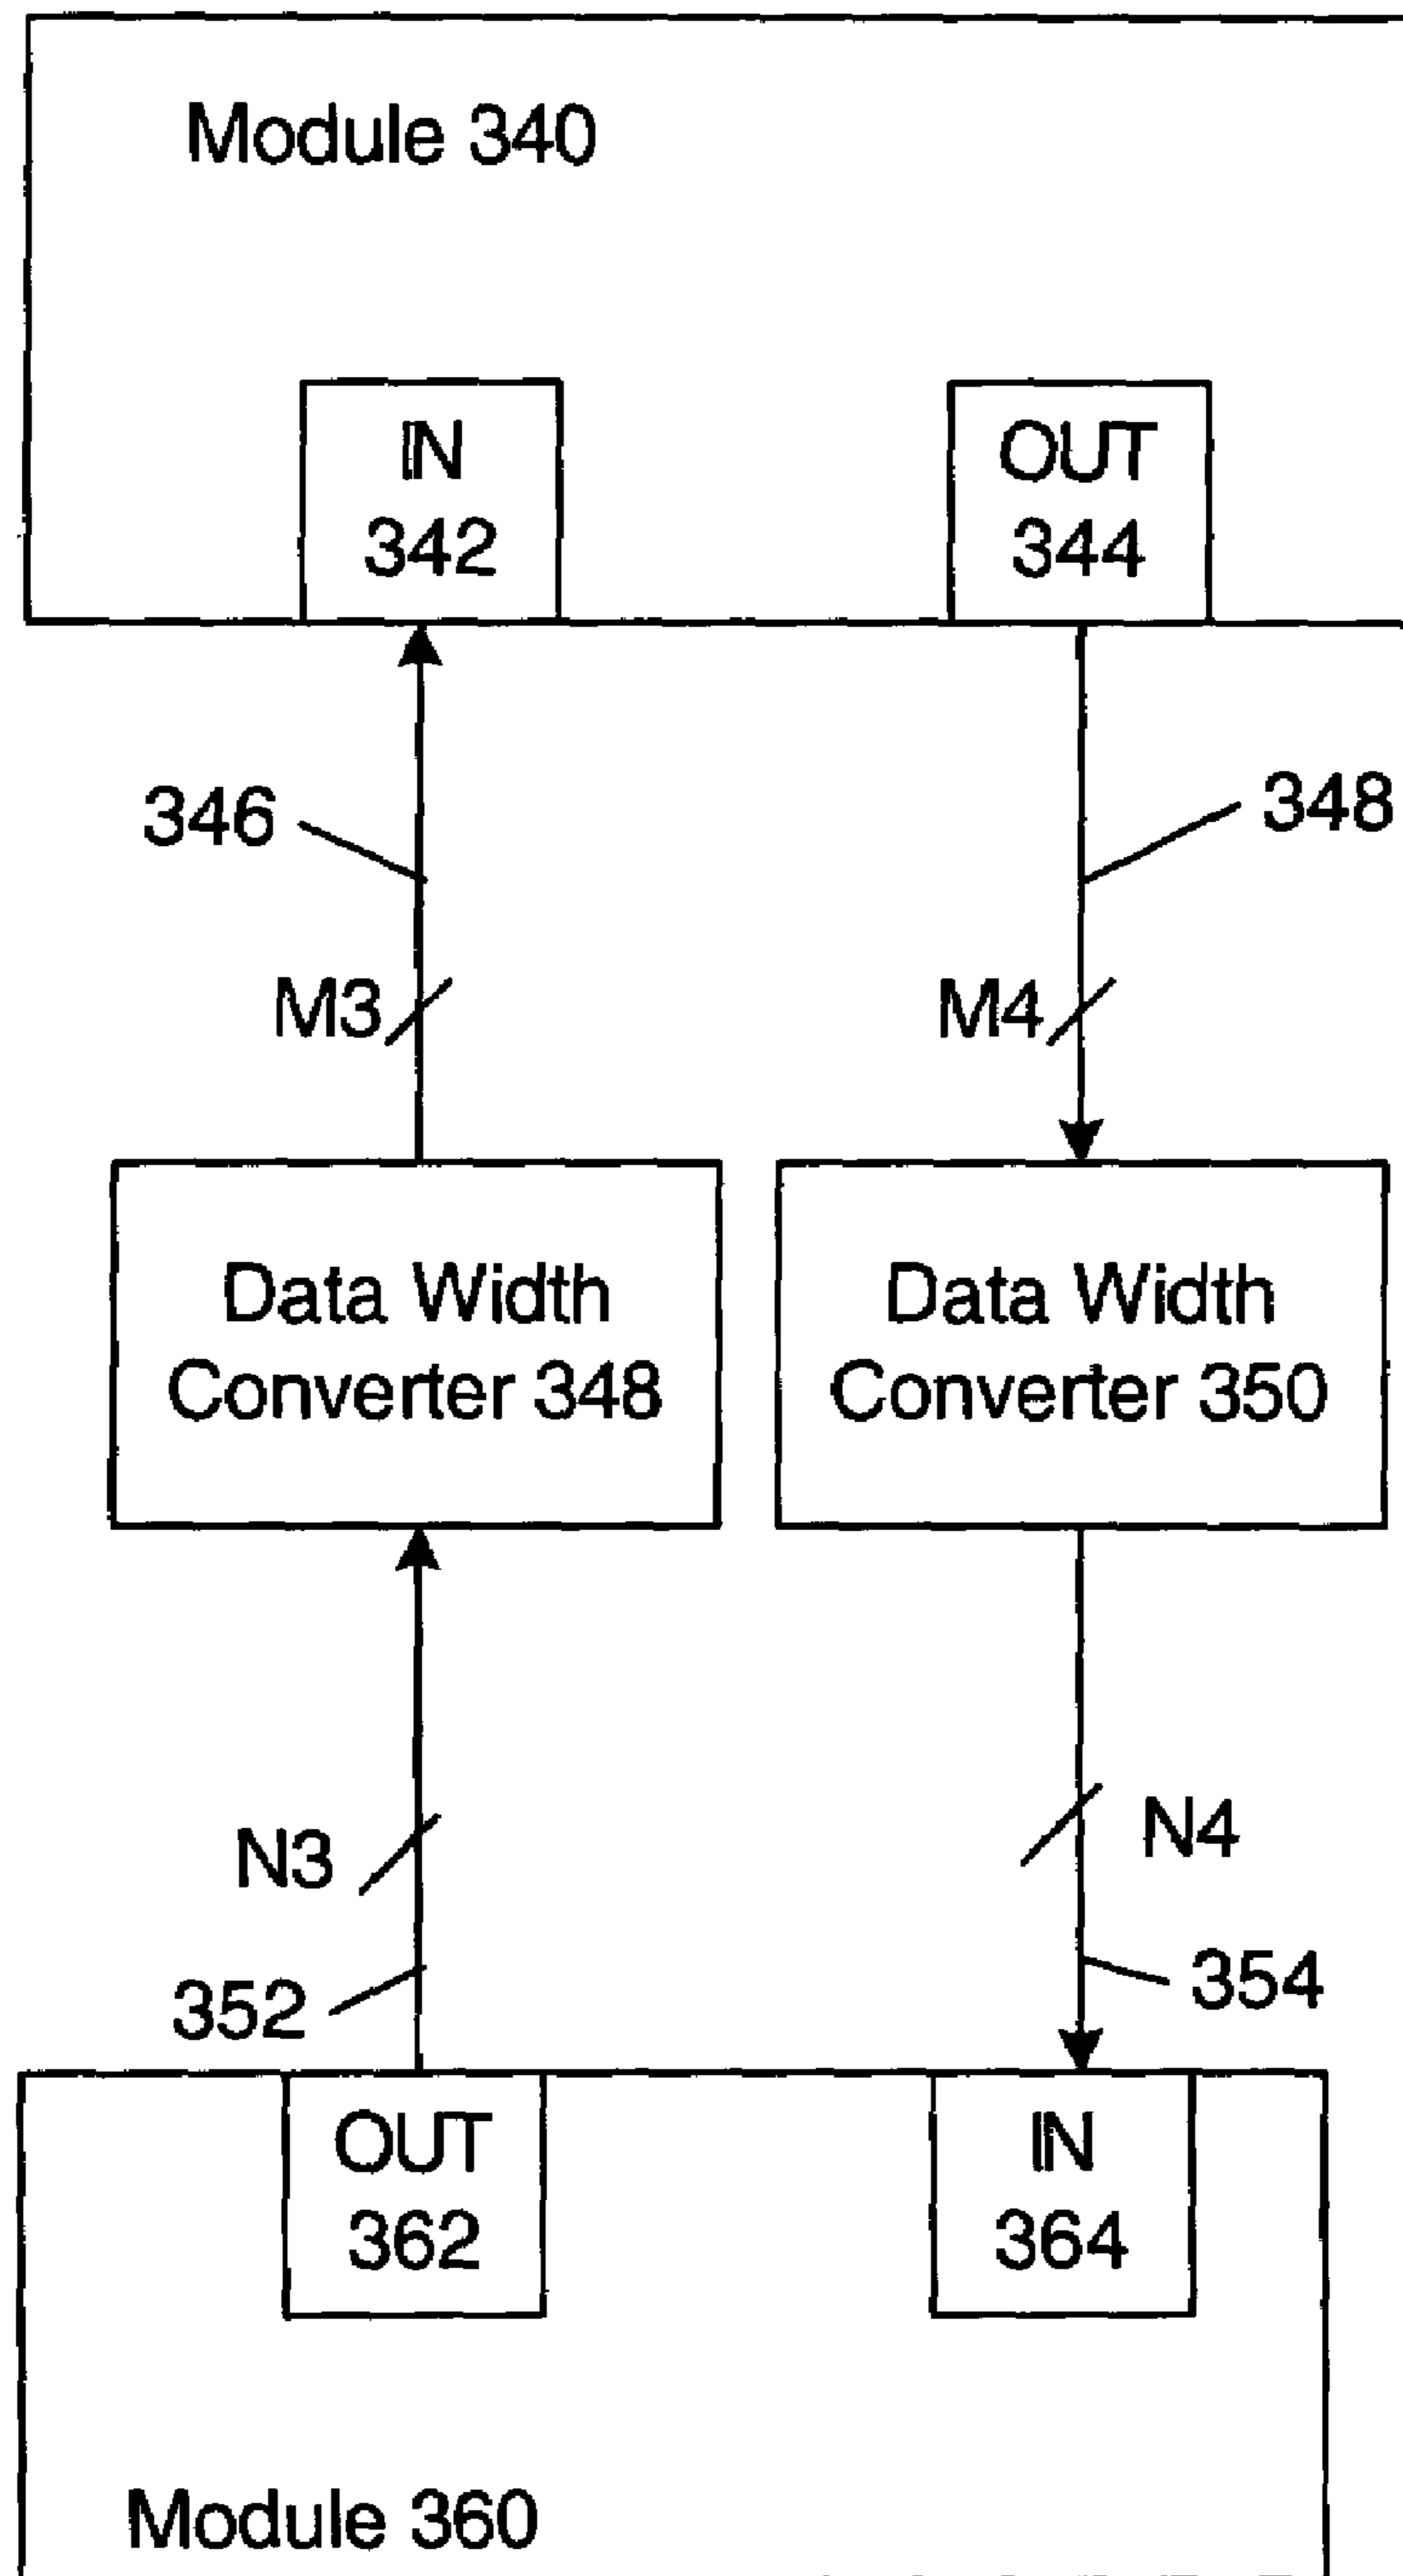 Module 340
IN
342
OUT
344
346
348
M3
M4
Data Width
Converter 348
Data Width
Converter 350
N3
N4
352
354
OUT
362
IN
364
Module 360